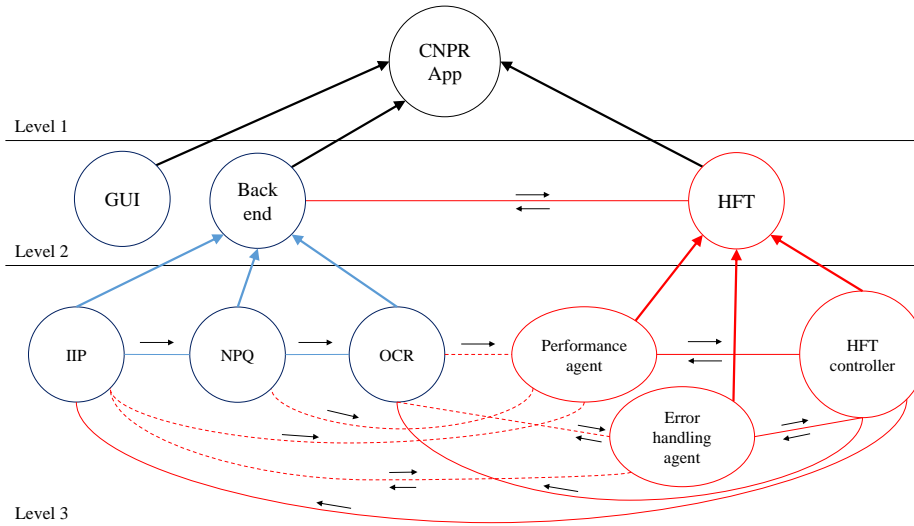 CNPR
App
Level 1
GUI
Back
end
HFT
Level 2
IIP
NPQ
OCR
Performance
agent
HFT
controller
Error
handling
agent
Level 3